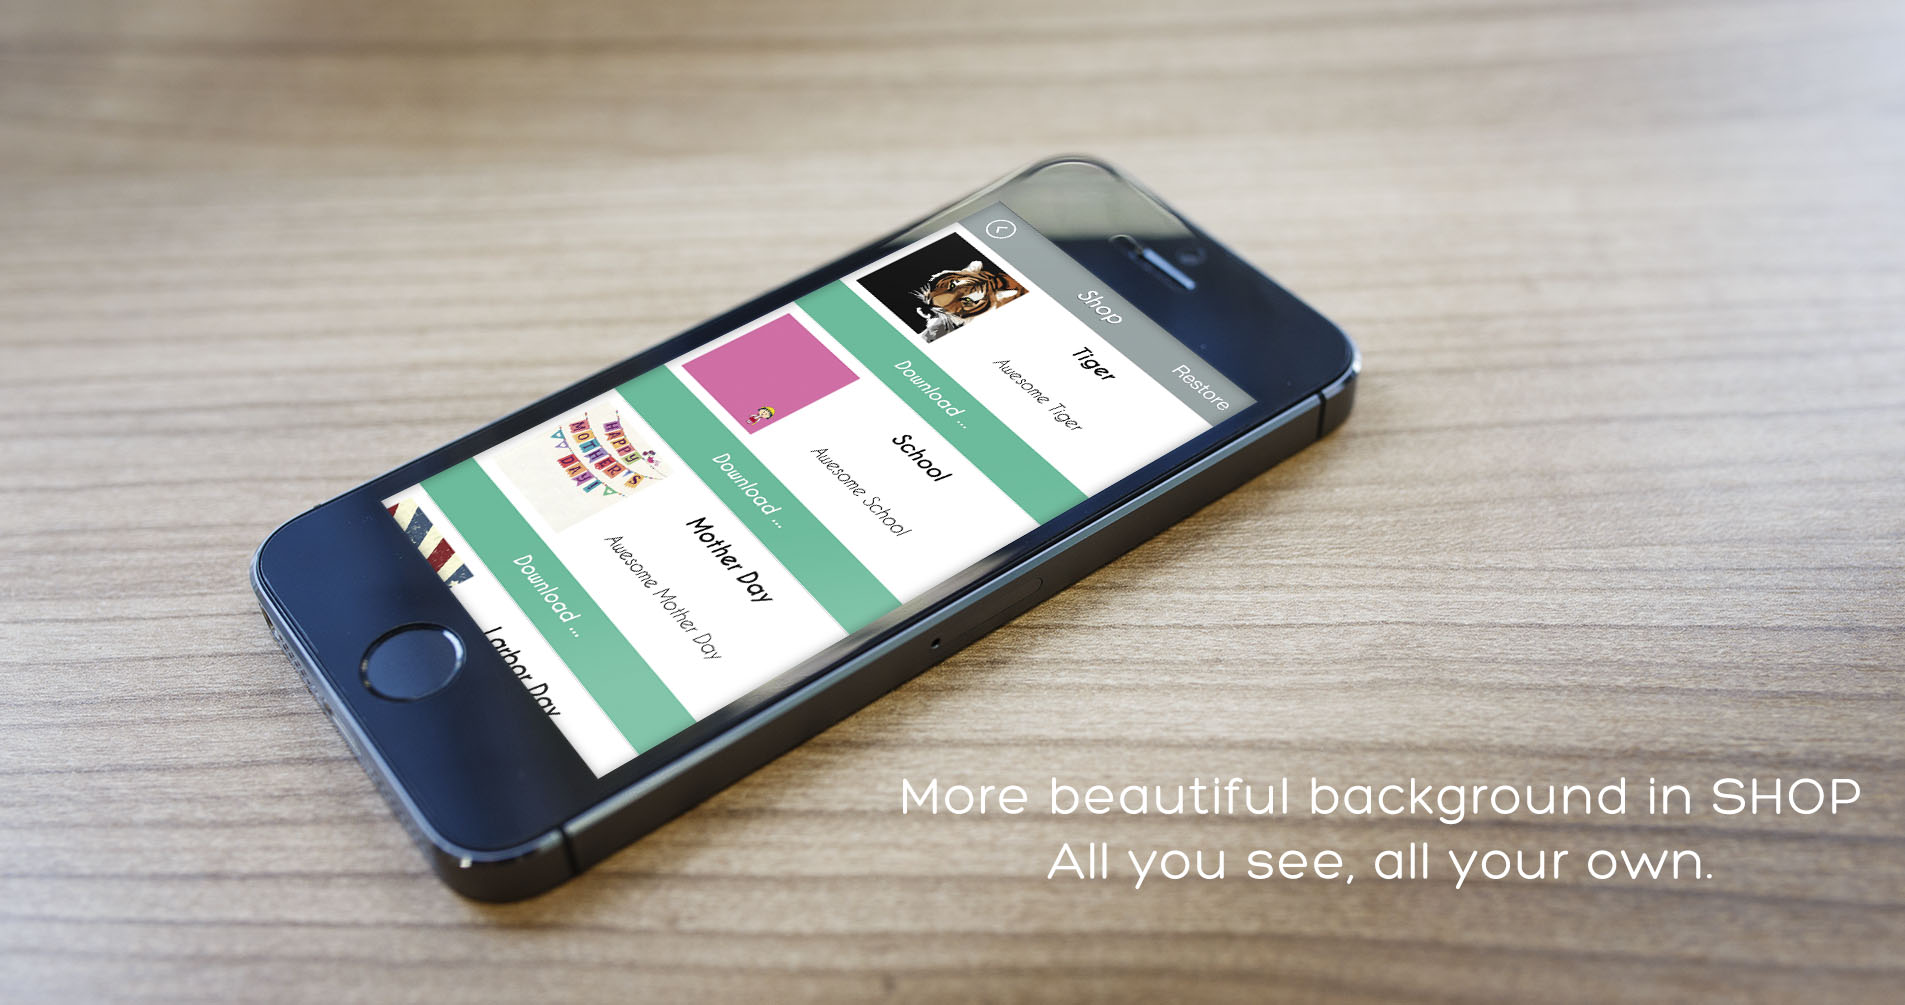 Shop
Restore
Tiger
Awesome Tiger
Download ...
School
Awesome School
Download ...
HAPPY
MOTHER'S
DAY!
Mother Day
Awesome Mother Day
Download ...
Larbor Day
More beautiful background in SHOP
All you see, all your own.